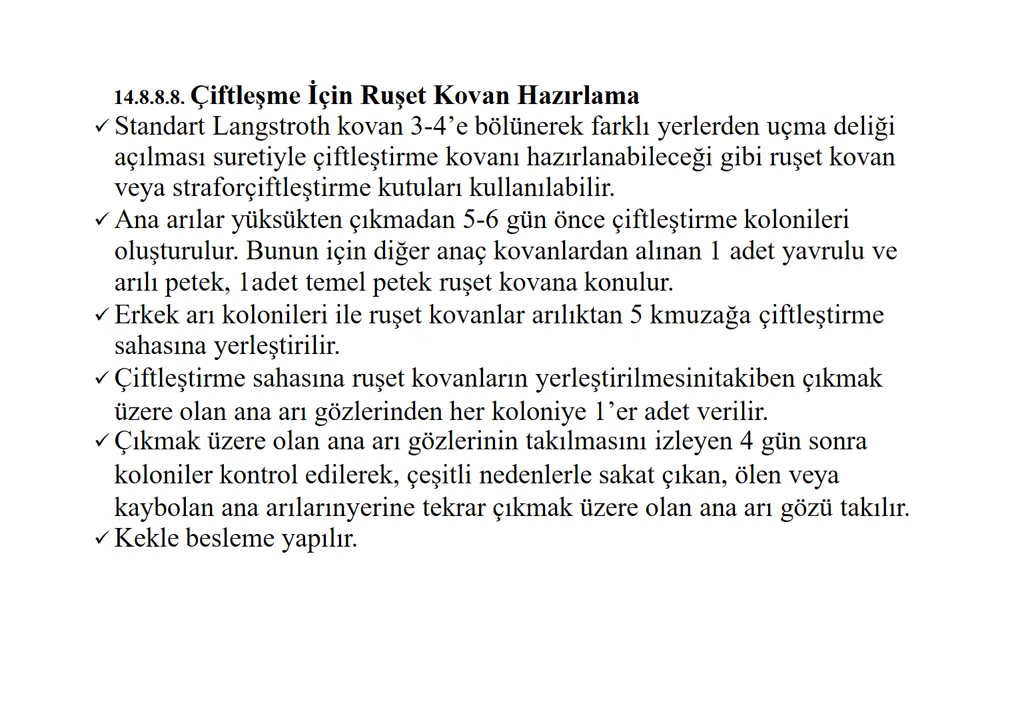 14.8.8.8. Çiftleşme İçin Ruşet Kovan Hazırlama
✓ Standart Langstroth kovan 3-4’e bölünerek farklı yerlerden uçma deliği
açılması suretiyle çiftleştirme kovanı hazırlanabileceği gibi ruşet kovan
veya straforçiftleştirme kutuları kullanılabilir.
✓ Ana arılar yüksükten çıkmadan 5-6 gün önce çiftleştirme kolonileri
oluşturulur. Bunun için diğer anaç kovanlardan alınan 1 adet yavrulu ve
arılı petek, 1adet temel petek ruşet kovana konulur.
✓ Erkek arı kolonileri ile ruşet kovanlar arılıktan 5 kmuzağa çiftleştirme
sahasına yerleştirilir.
✓ Çiftleştirme sahasına ruşet kovanların yerleştirilmesinitakiben çıkmak
üzere olan ana arı gözlerinden her koloniye 1’er adet verilir.
✓ Çıkmak üzere olan ana arı gözlerinin takılmasını izleyen 4 gün sonra
koloniler kontrol edilerek, çeşitli nedenlerle sakat çıkan, ölen veya
kaybolan ana arılarınyerine tekrar çıkmak üzere olan ana arı gözü takılır.
✓ Kekle besleme yapılır.